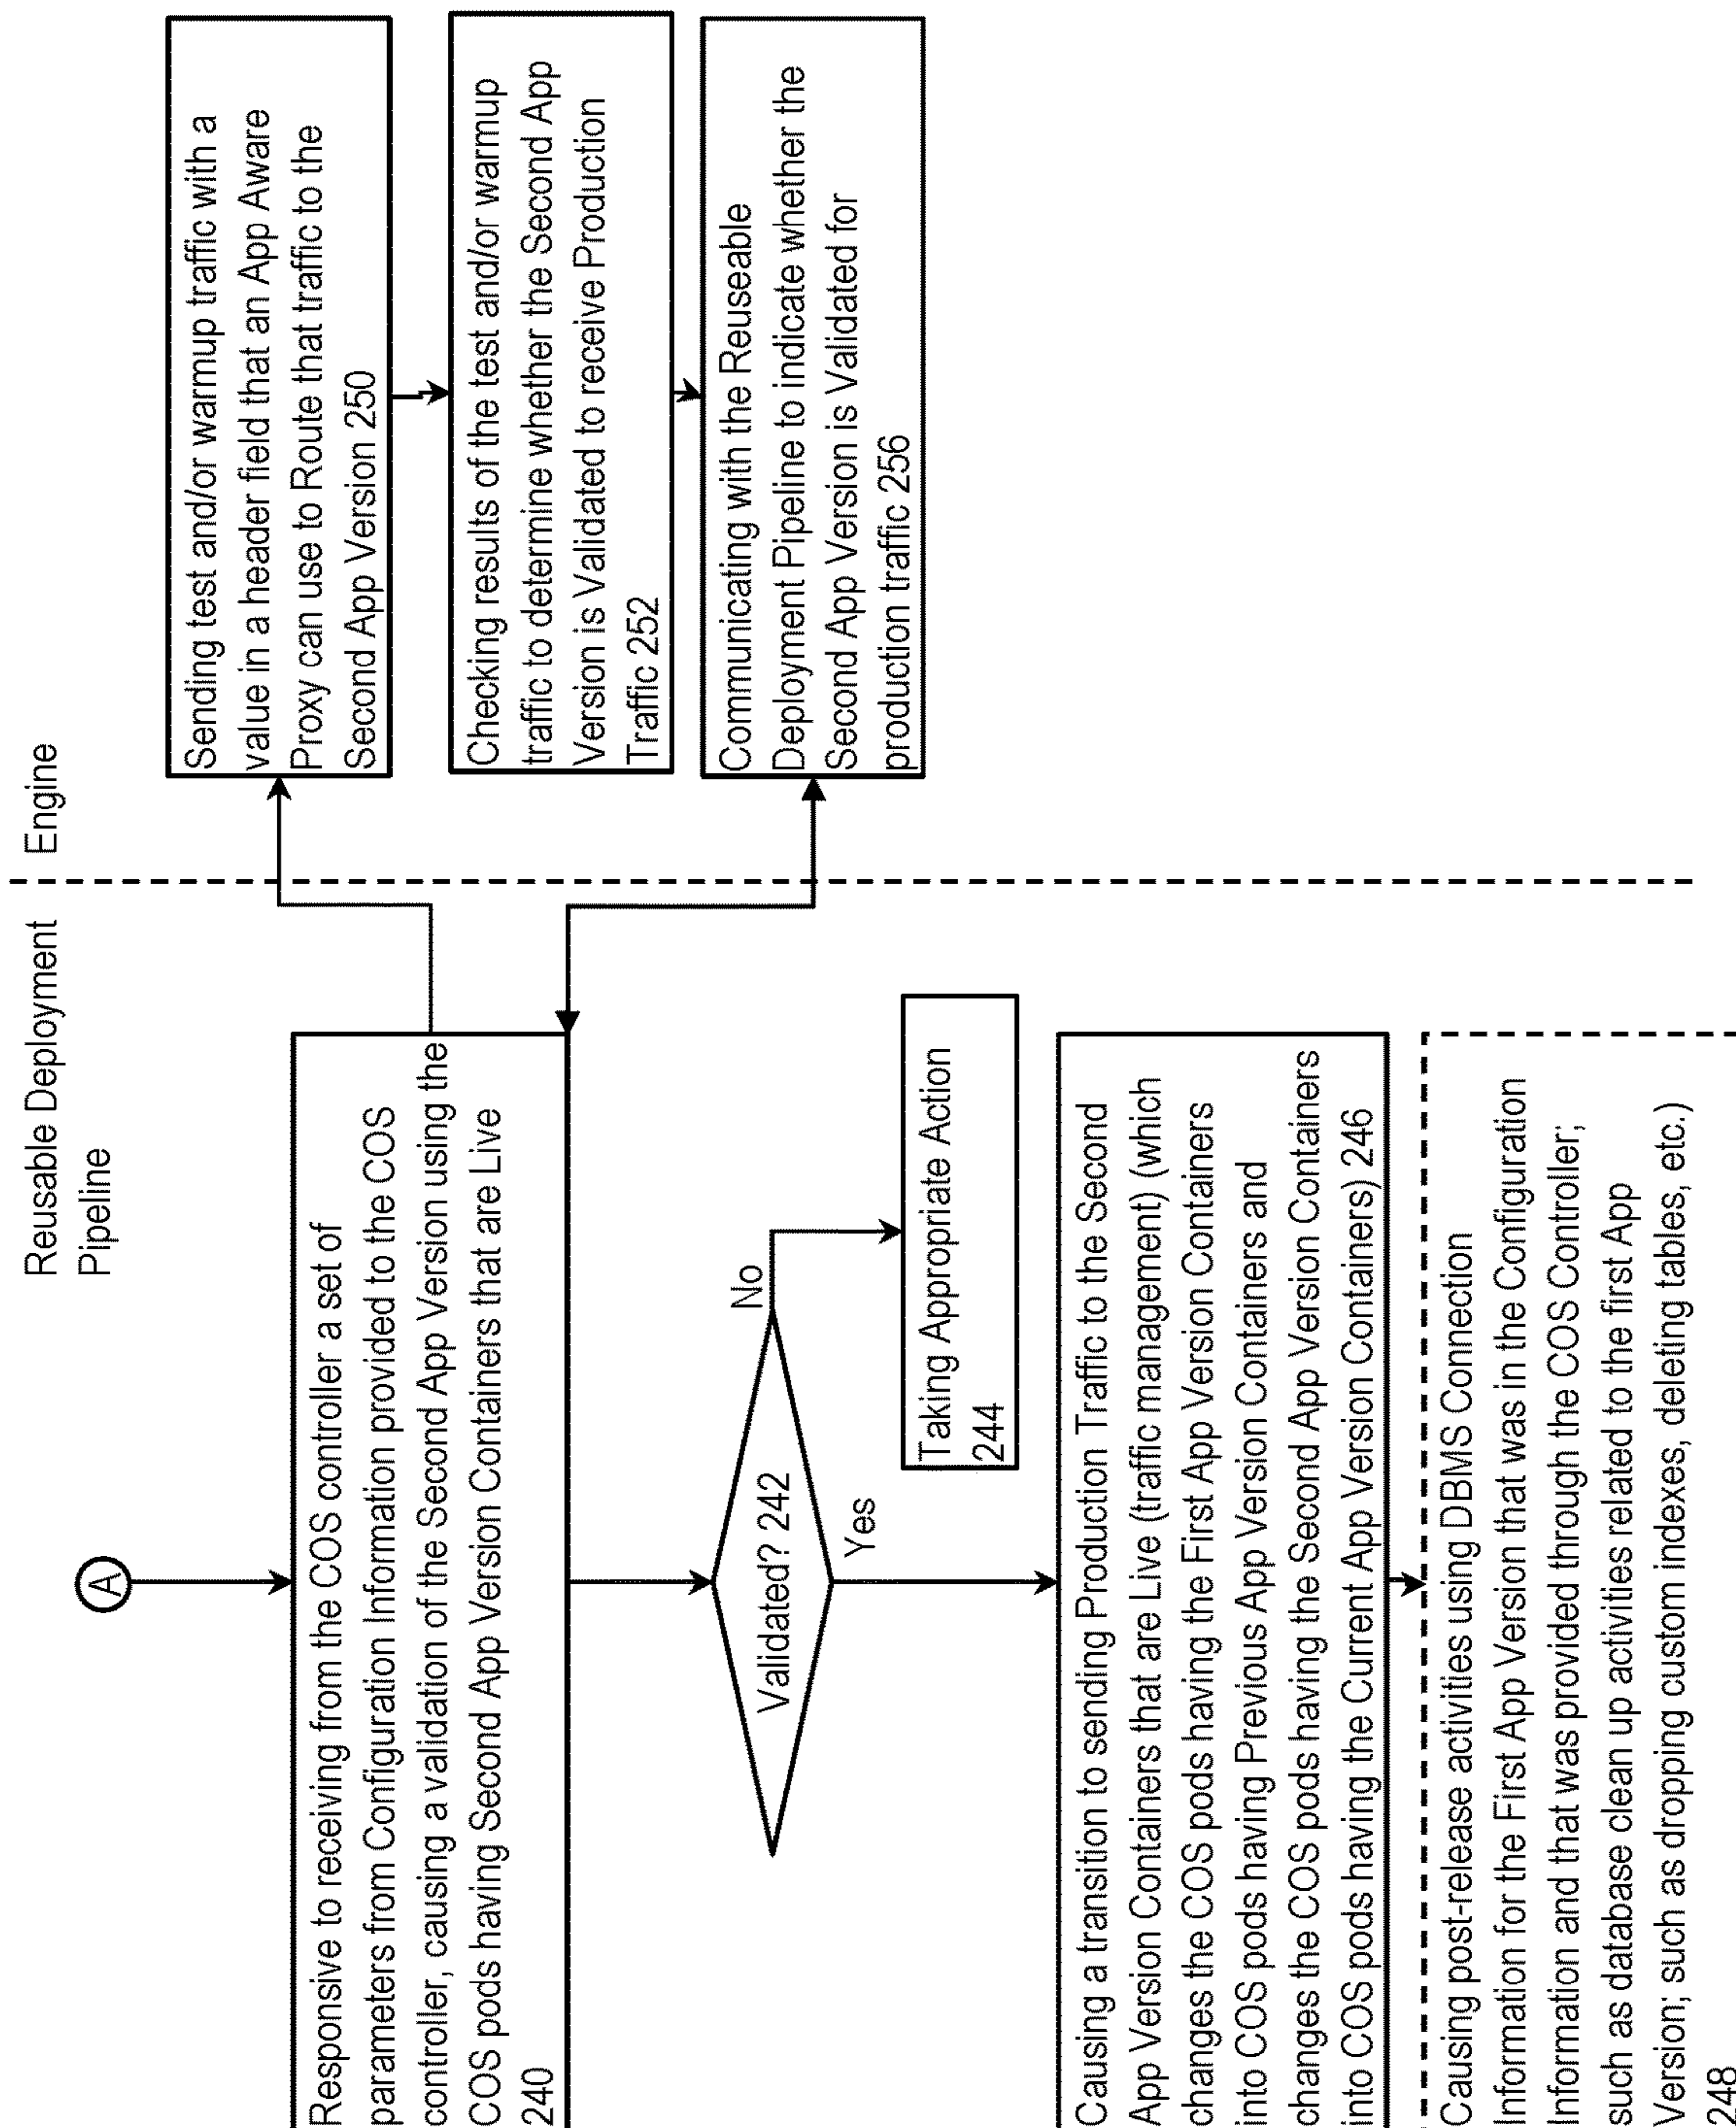 Reusable Deployment
Pipeline
Engine
A
Responsive to receiving from the COS controller a set of
parameters from Configuration Information provided to the COS
controller, causing a validation of the Second App Version using the
COS pods having Second App Version Containers that are Live
240
Sending test and/or warmup traffic with a
value in a header field that an App Aware
Proxy can use to Route that traffic to the
Second App Version 250
Checking results of the test and/or warmup
traffic to determine whether the Second App
Version is Validated to receive Production
Traffic 252
Communicating with the Reuseable
Deployment Pipeline to indicate whether the
Second App Version is Validated for
production traffic 256
Validated? 242
No
Yes
Taking Appropriate Action
244
Causing a transition to sending Production Traffic to the Second
App Version Containers that are Live (traffic management) (which
changes the COS pods having the First App Version Containers
into COS pods having Previous App Version Containers and
changes the COS pods having the Second App Version Containers
into COS pods having the Current App Version Containers) 246
Causing post-release activities using DBMS Connection
Information for the First App Version that was in the Configuration
Information and that was provided through the COS Controller;
such as database clean up activities related to the first App
Version; such as dropping custom indexes, deleting tables, etc.)
248